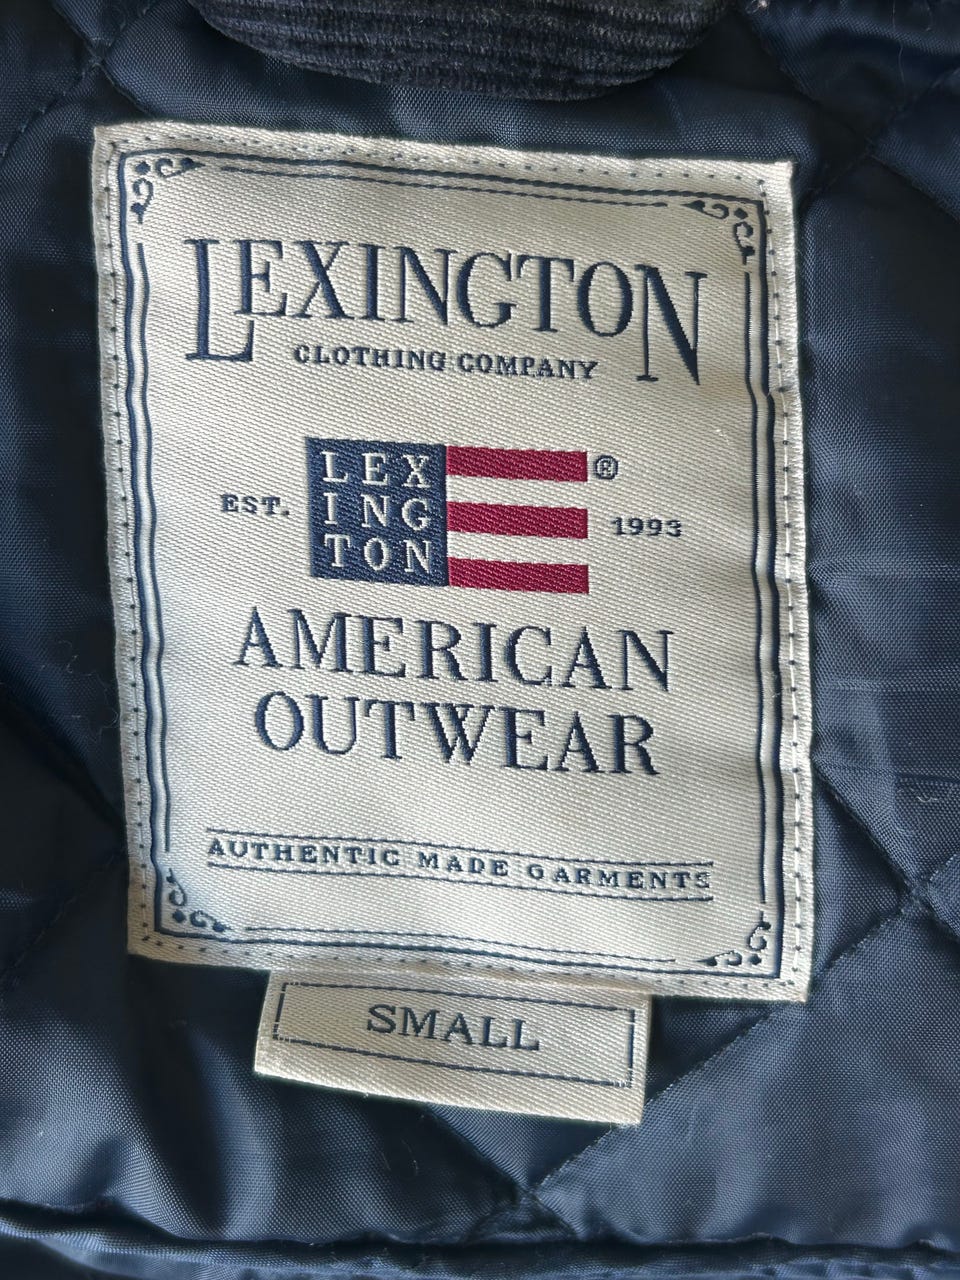 LEXINGTON
CLOTHING COMPANY
LEX
ING
TON
®
EST.
1993
AMERICAN
OUTWEAR
AUTHENTIC MADE GARMENTS
SMALL